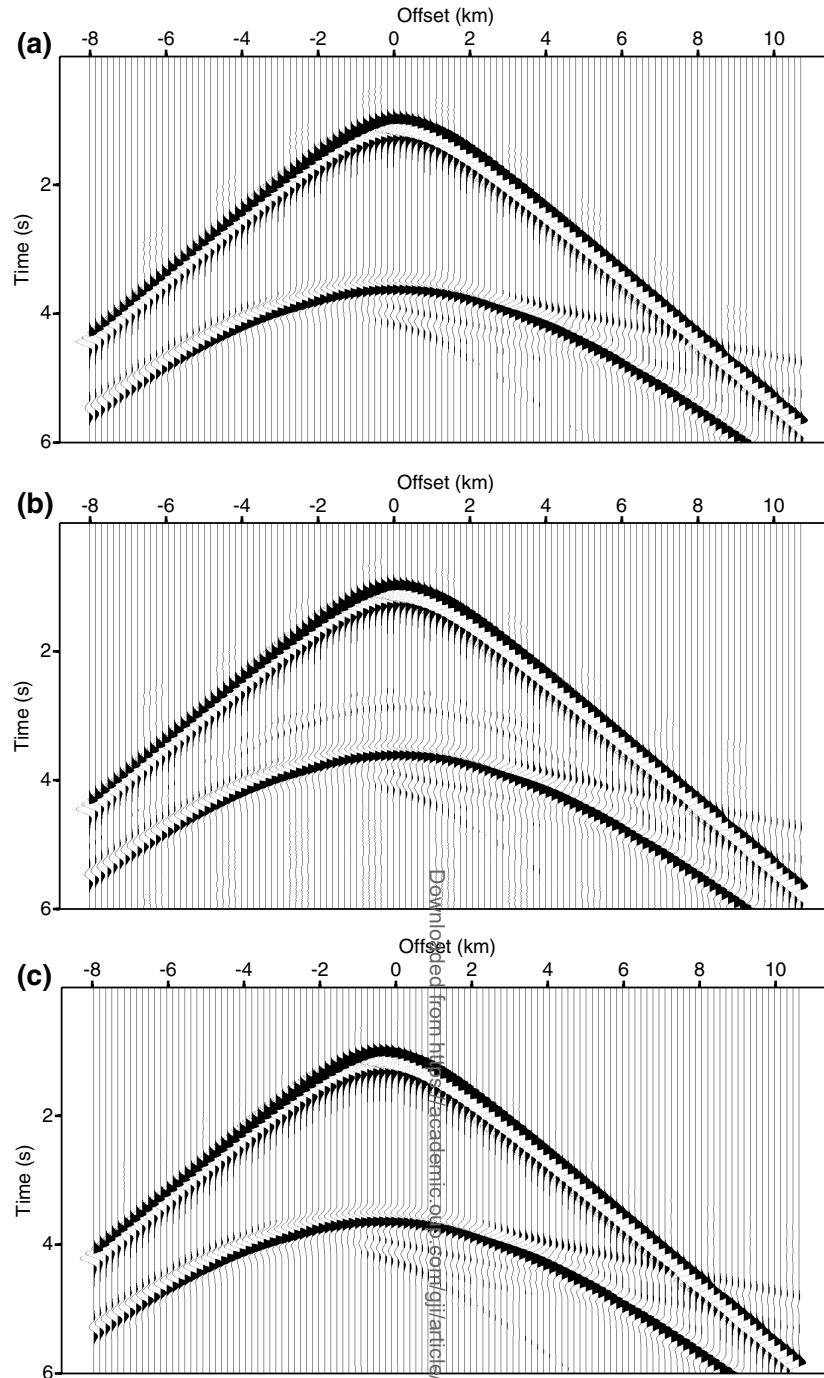 Offset (km)
(a)
-8 -6 -4 -2 0 2 4 6 8 10
2
Time (s)
4
6
Offset (km)
(b)
-8 -6 -4 -2 0 2 4 6 8 10
2
Time (s)
4
6
Offset (km)
(c)
-8 -6 -4 -2 0 2 4 6 8 10
2
Time (s)
4
6
Downloaded from https://academic.oup.com/gji/article/